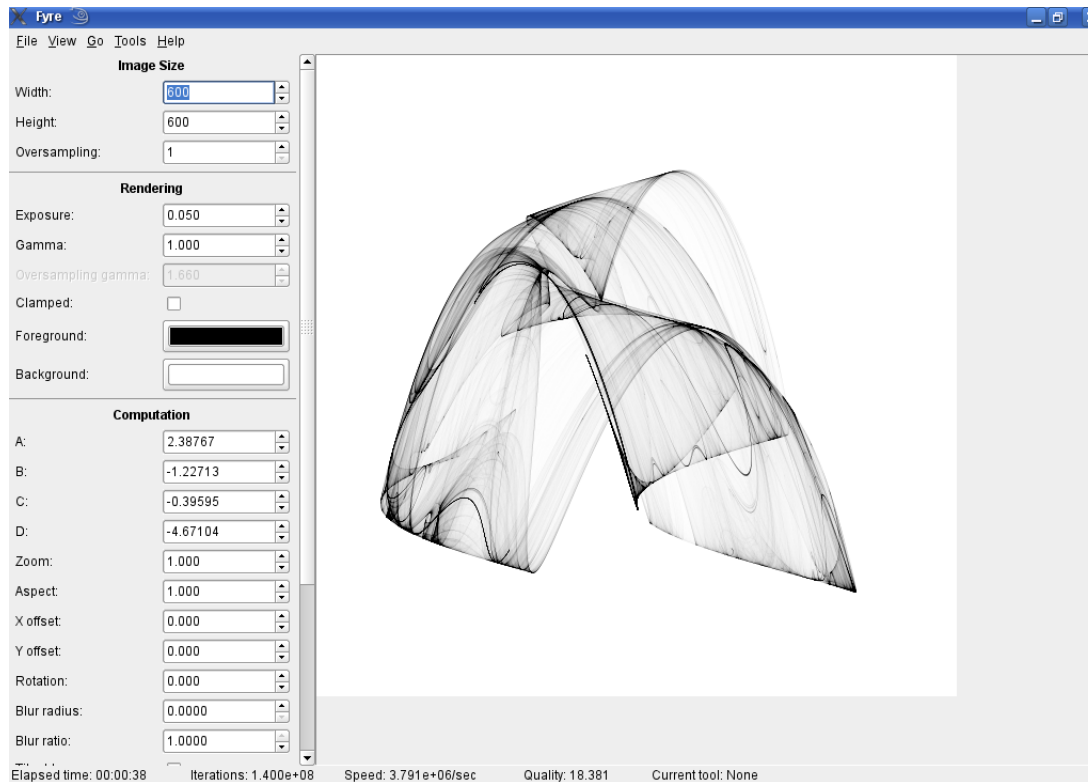 Fyre
File View Go Tools Help
Image Size
Width: 600
Height: 600
Oversampling: 1
Rendering
Exposure: 0.050
Gamma: 1.000
Oversampling gamma: 1.660
Clamped:
Foreground:
Background:
Computation
A: 2.38767
B: -1.22713
C: -0.39595
D: -4.67104
Zoom: 1.000
Aspect: 1.000
X offset: 0.000
Y offset: 0.000
Rotation: 0.000
Blur radius: 0.0000
Blur ratio: 1.0000
Elapsed time: 00:00:38 Iterations: 1.400e+08 Speed: 3.791e+06/sec Quality: 18.381 Current tool: None